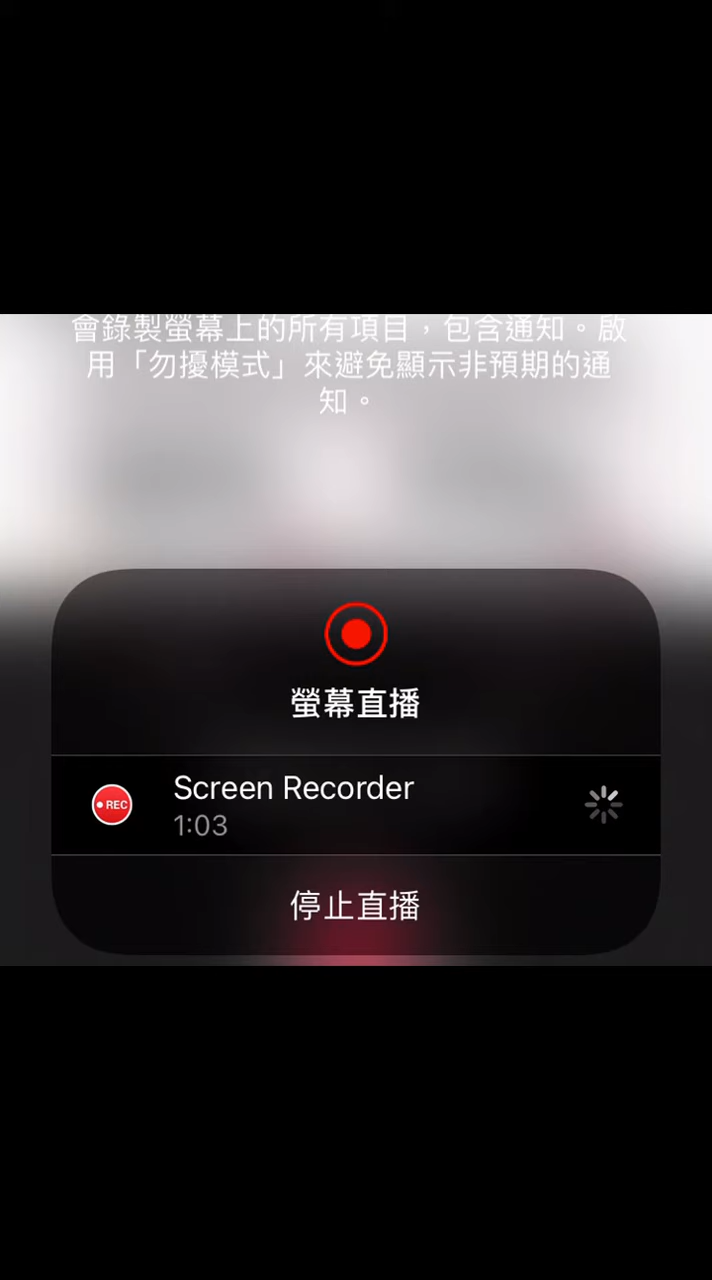 會錄製螢幕上的所有項目，包含通知。啟
用「勿擾模式」來避免顯示非預期的通
知。
螢幕直播
REC
Screen Recorder
1:03
停止直播